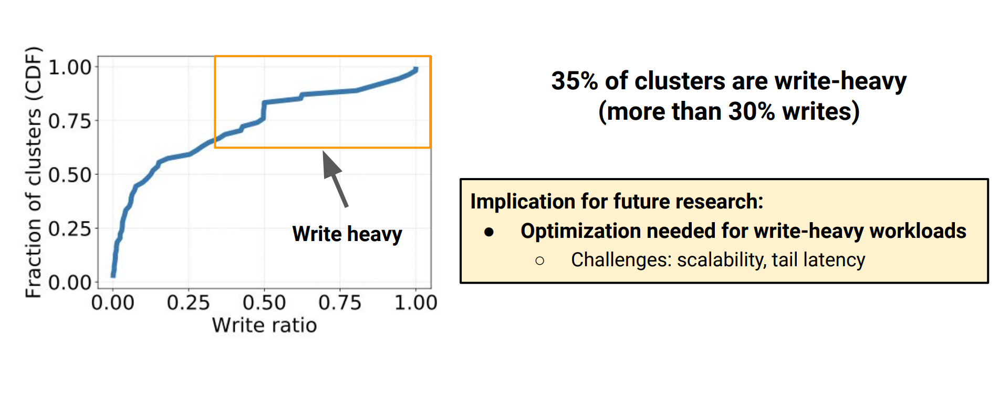 Fraction of clusters (CDF)
1.00
0.75
0.50
0.25
0.00
0.00 0.25 0.50 0.75 1.00
Write ratio
Write heavy
35% of clusters are write-heavy
(more than 30% writes)
Implication for future research:
● Optimization needed for write-heavy workloads
○ Challenges: scalability, tail latency